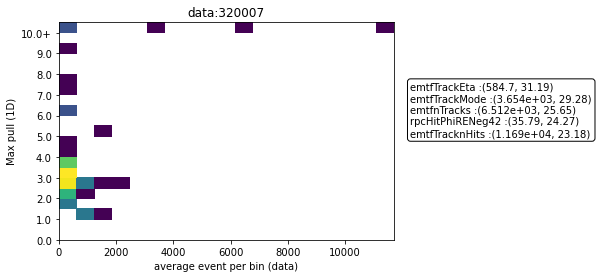 data:320007
10.0+
9.0
8.0
7.0
6.0
5.0
4.0
3.0
2.0
1.0
0.0
Max pull (1D)
0
2000
4000
6000
8000
10000
average event per bin (data)
emtfTrackEta :(584.7, 31.19)
emtfTrackMode :(3.654e+03, 29.28)
emtfnTracks :(6.512e+03, 25.65)
rpcHitPhiRENeg42 :(35.79, 24.27)
emtfTracknHits :(1.169e+04, 23.18)